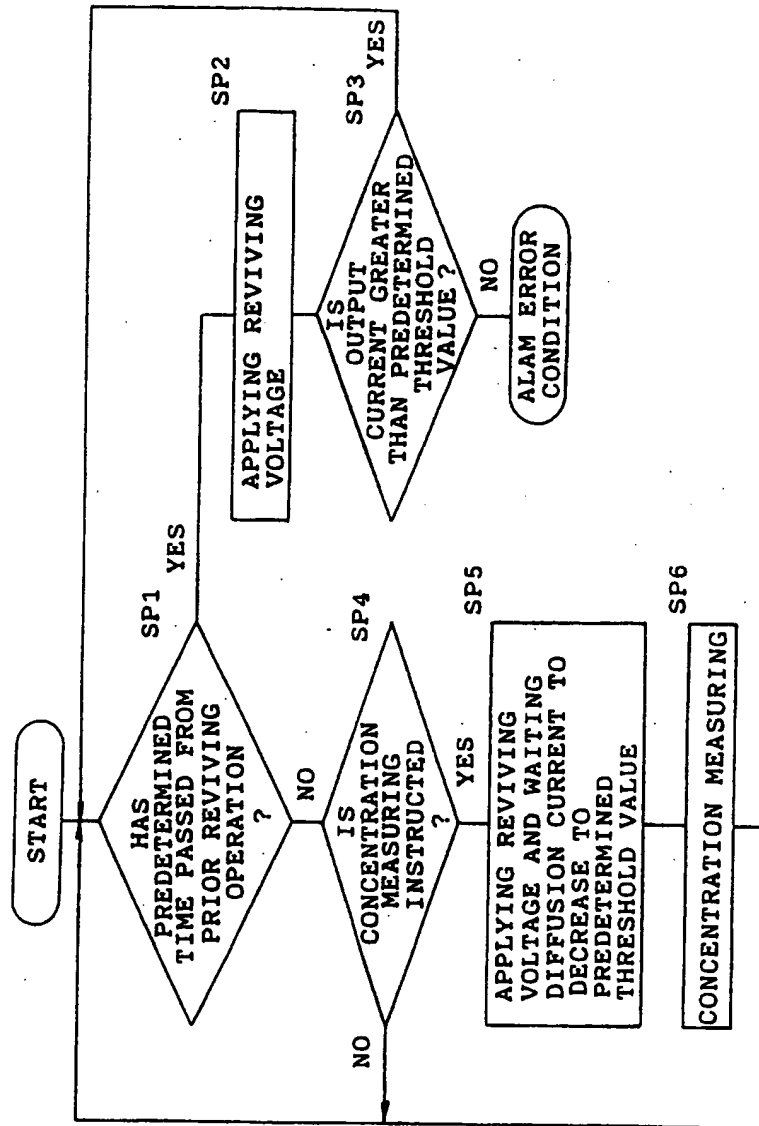 START
HAS
PREDETERMINED
TIME PASSED FROM
PRIOR REVIVING
OPERATION
?
SP1
YES
NO
APPLYING REVIVING
VOLTAGE
SP2
IS
OUTPUT
CURRENT GREATER
THAN PREDETERMINED
THRESHOLD
VALUE ?
SP3
YES
NO
ALAM ERROR
CONDITION
IS
CONCENTRATION
MEASURING
INSTRUCTED
?
SP4
NO
YES
APPLYING REVIVING
VOLTAGE AND WAITING
DIFFUSION CURRENT TO
DECREASE TO
PREDETERMINED
THRESHOLD VALUE
SP5
CONCENTRATION MEASURING
SP6